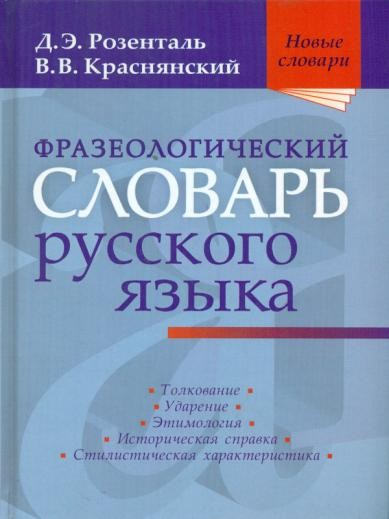 Д. Э. Розенталь
В. В. Краснянский
Новые
словари
ФРАЗЕОЛОГИЧЕСКИЙ
СЛОВАРЬ
русского
языка
▪ Толкование ▪
▪ Ударение ▪
▪ Этимология ▪
▪ Историческая справка ▪
▪ Стилистическая характеристика ▪